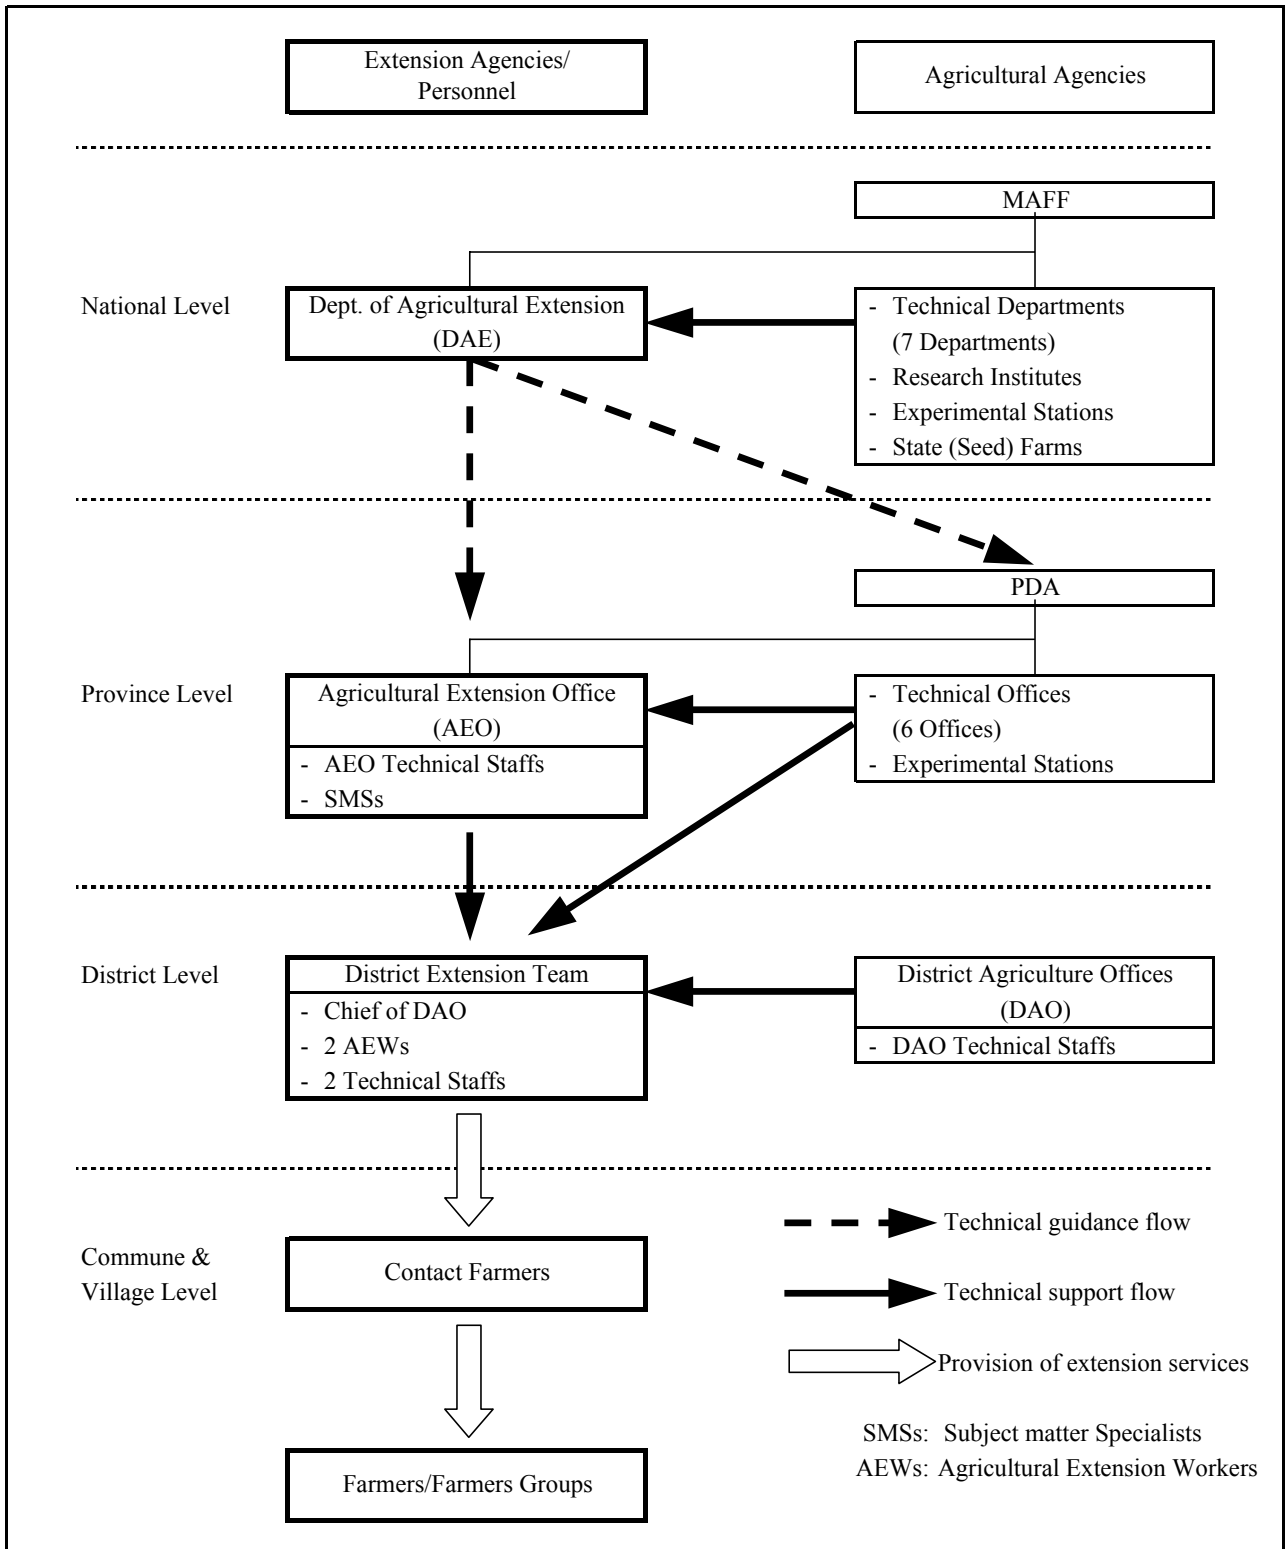 Extension Agencies/
Personnel
Agricultural Agencies
MAFF
National Level
Dept. of Agricultural Extension
(DAE)
- Technical Departments
(7 Departments)
- Research Institutes
- Experimental Stations
- State (Seed) Farms
PDA
Province Level
Agricultural Extension Office
(AEO)
- AEO Technical Staffs
- SMSs
- Technical Offices
(6 Offices)
- Experimental Stations
District Level
District Extension Team
- Chief of DAO
- 2 AEWs
- 2 Technical Staffs
District Agriculture Offices
(DAO)
- DAO Technical Staffs
Commune &
Village Level
Contact Farmers
Farmers/Farmers Groups
Technical guidance flow
Technical support flow
Provision of extension services
SMSs: Subject matter Specialists
AEWs: Agricultural Extension Workers